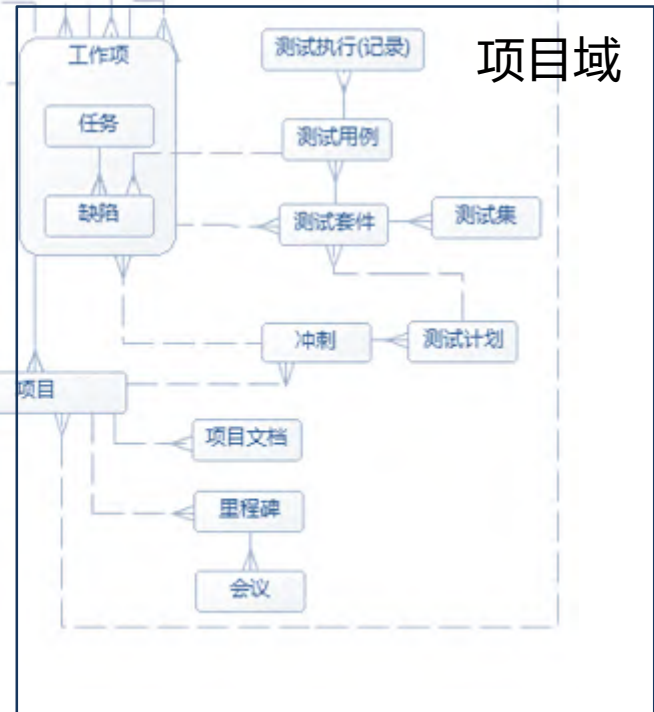 项目域
工作项
测试执行(记录)
任务
测试用例
缺陷
测试套件
测试集
冲刺
测试计划
项目
项目文档
里程碑
会议